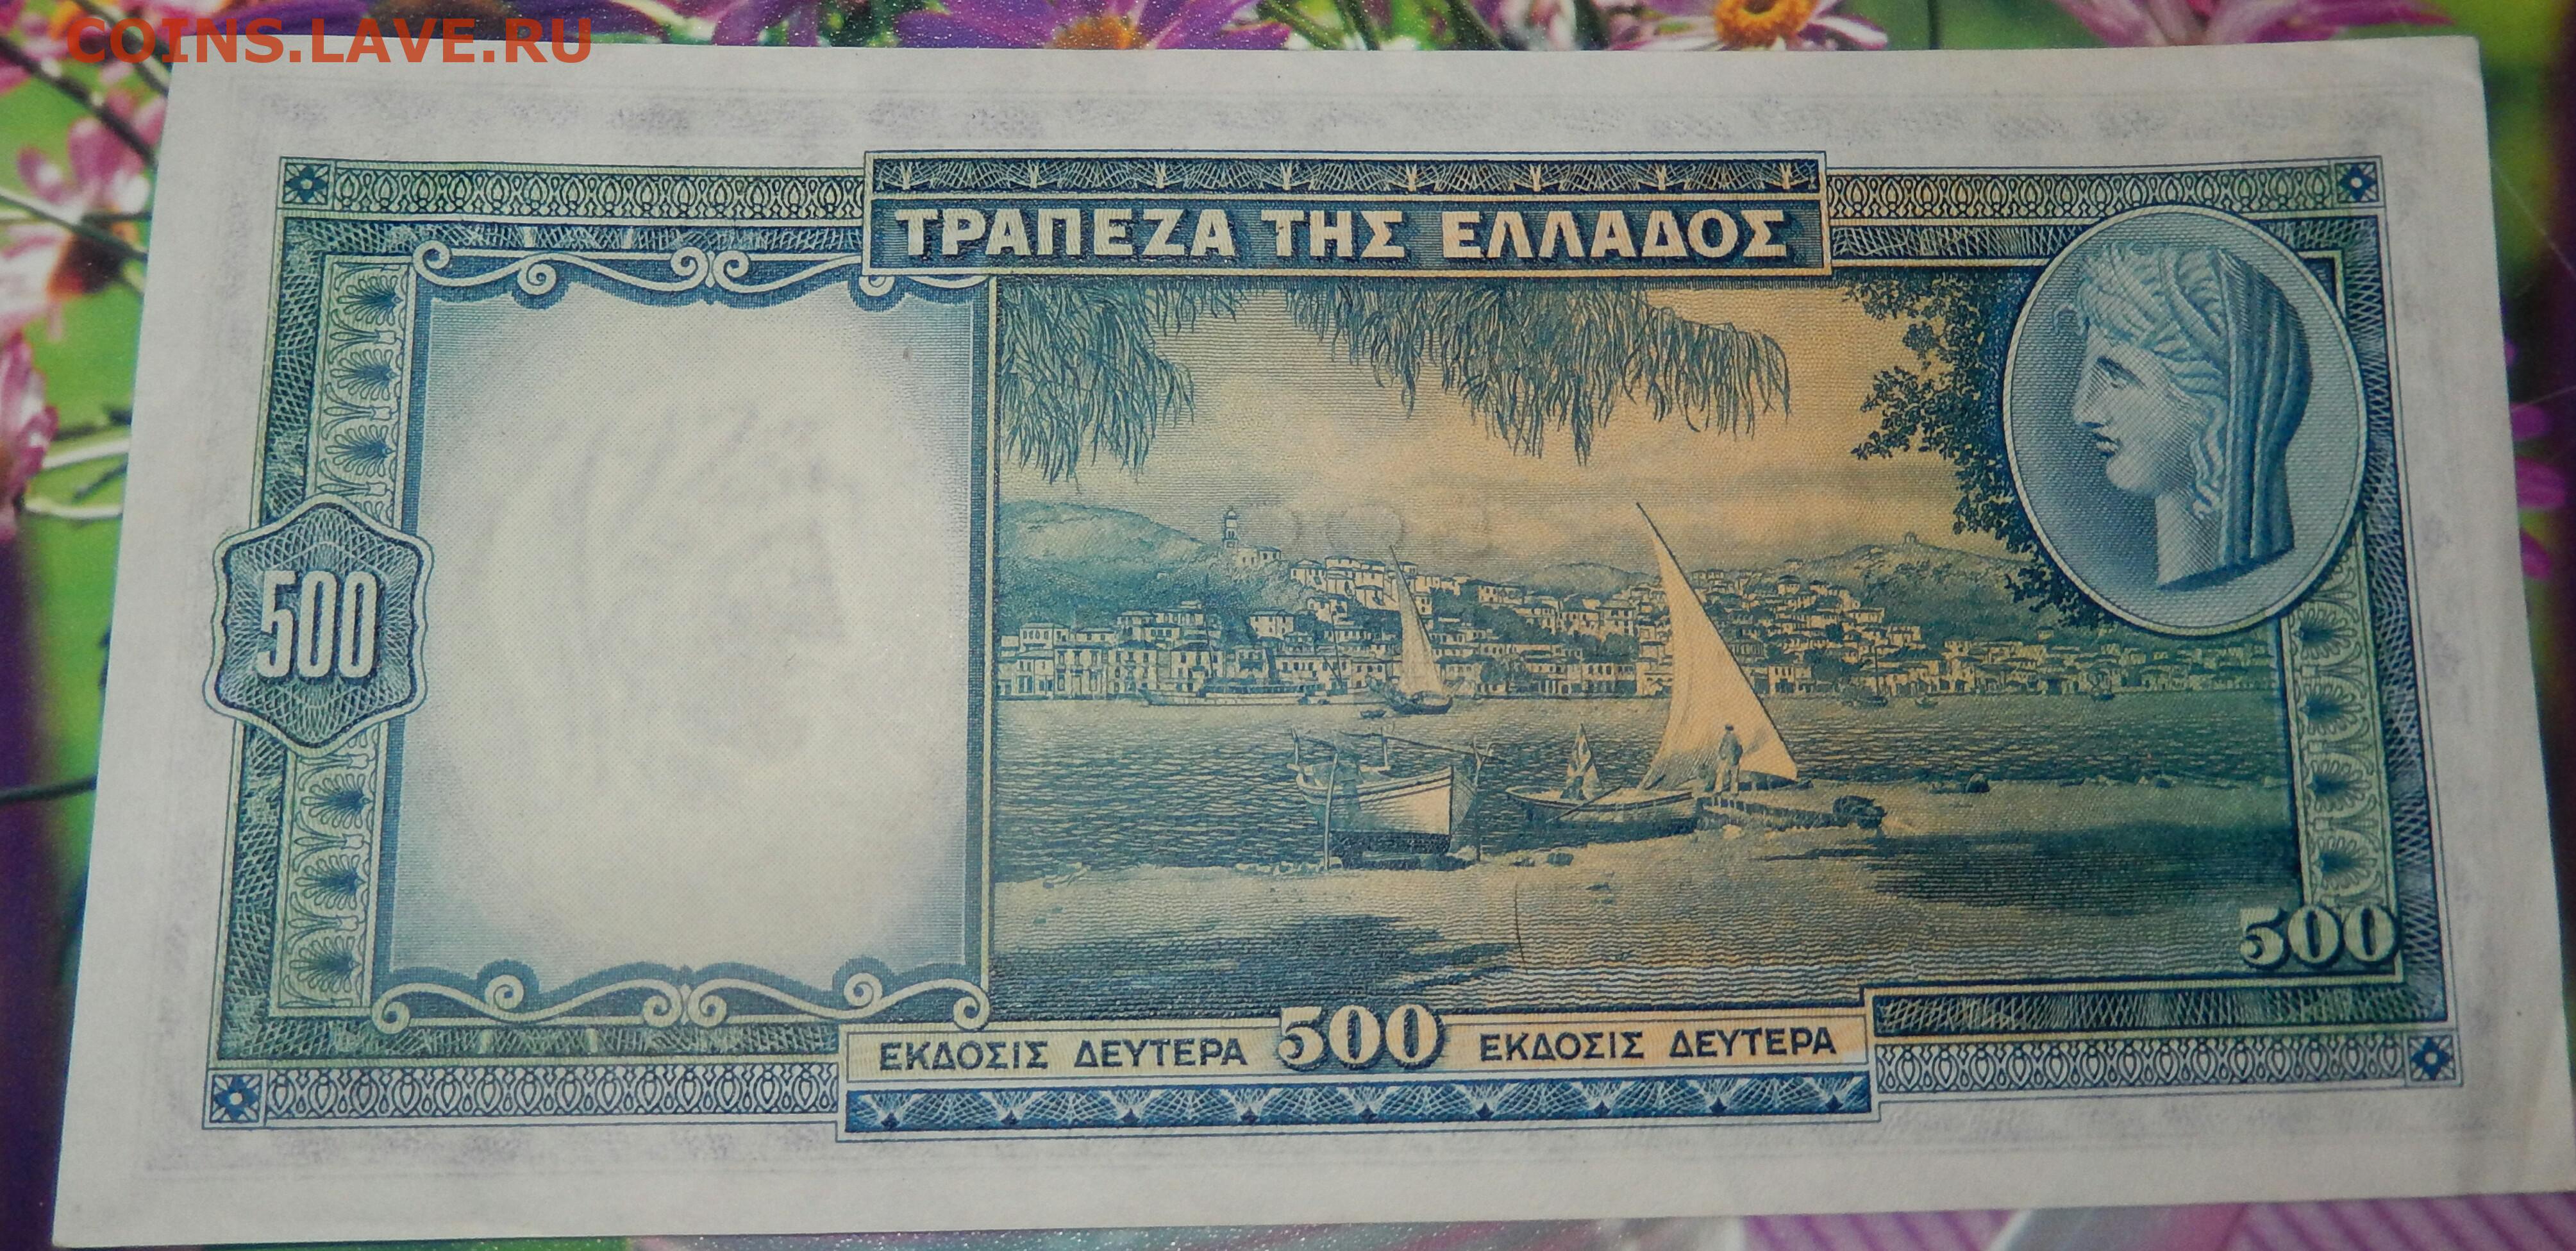 COINS.LAVE.RU
ΤΡΑΠΕΖΑ ΤΗΣ ΕΛΛΑΔΟΣ
500
500
ΕΚΔΟΣΙΣ ΔΕΥΤΕΡΑ 500 ΕΚΔΟΣΙΣ ΔΕΥΤΕΡΑ